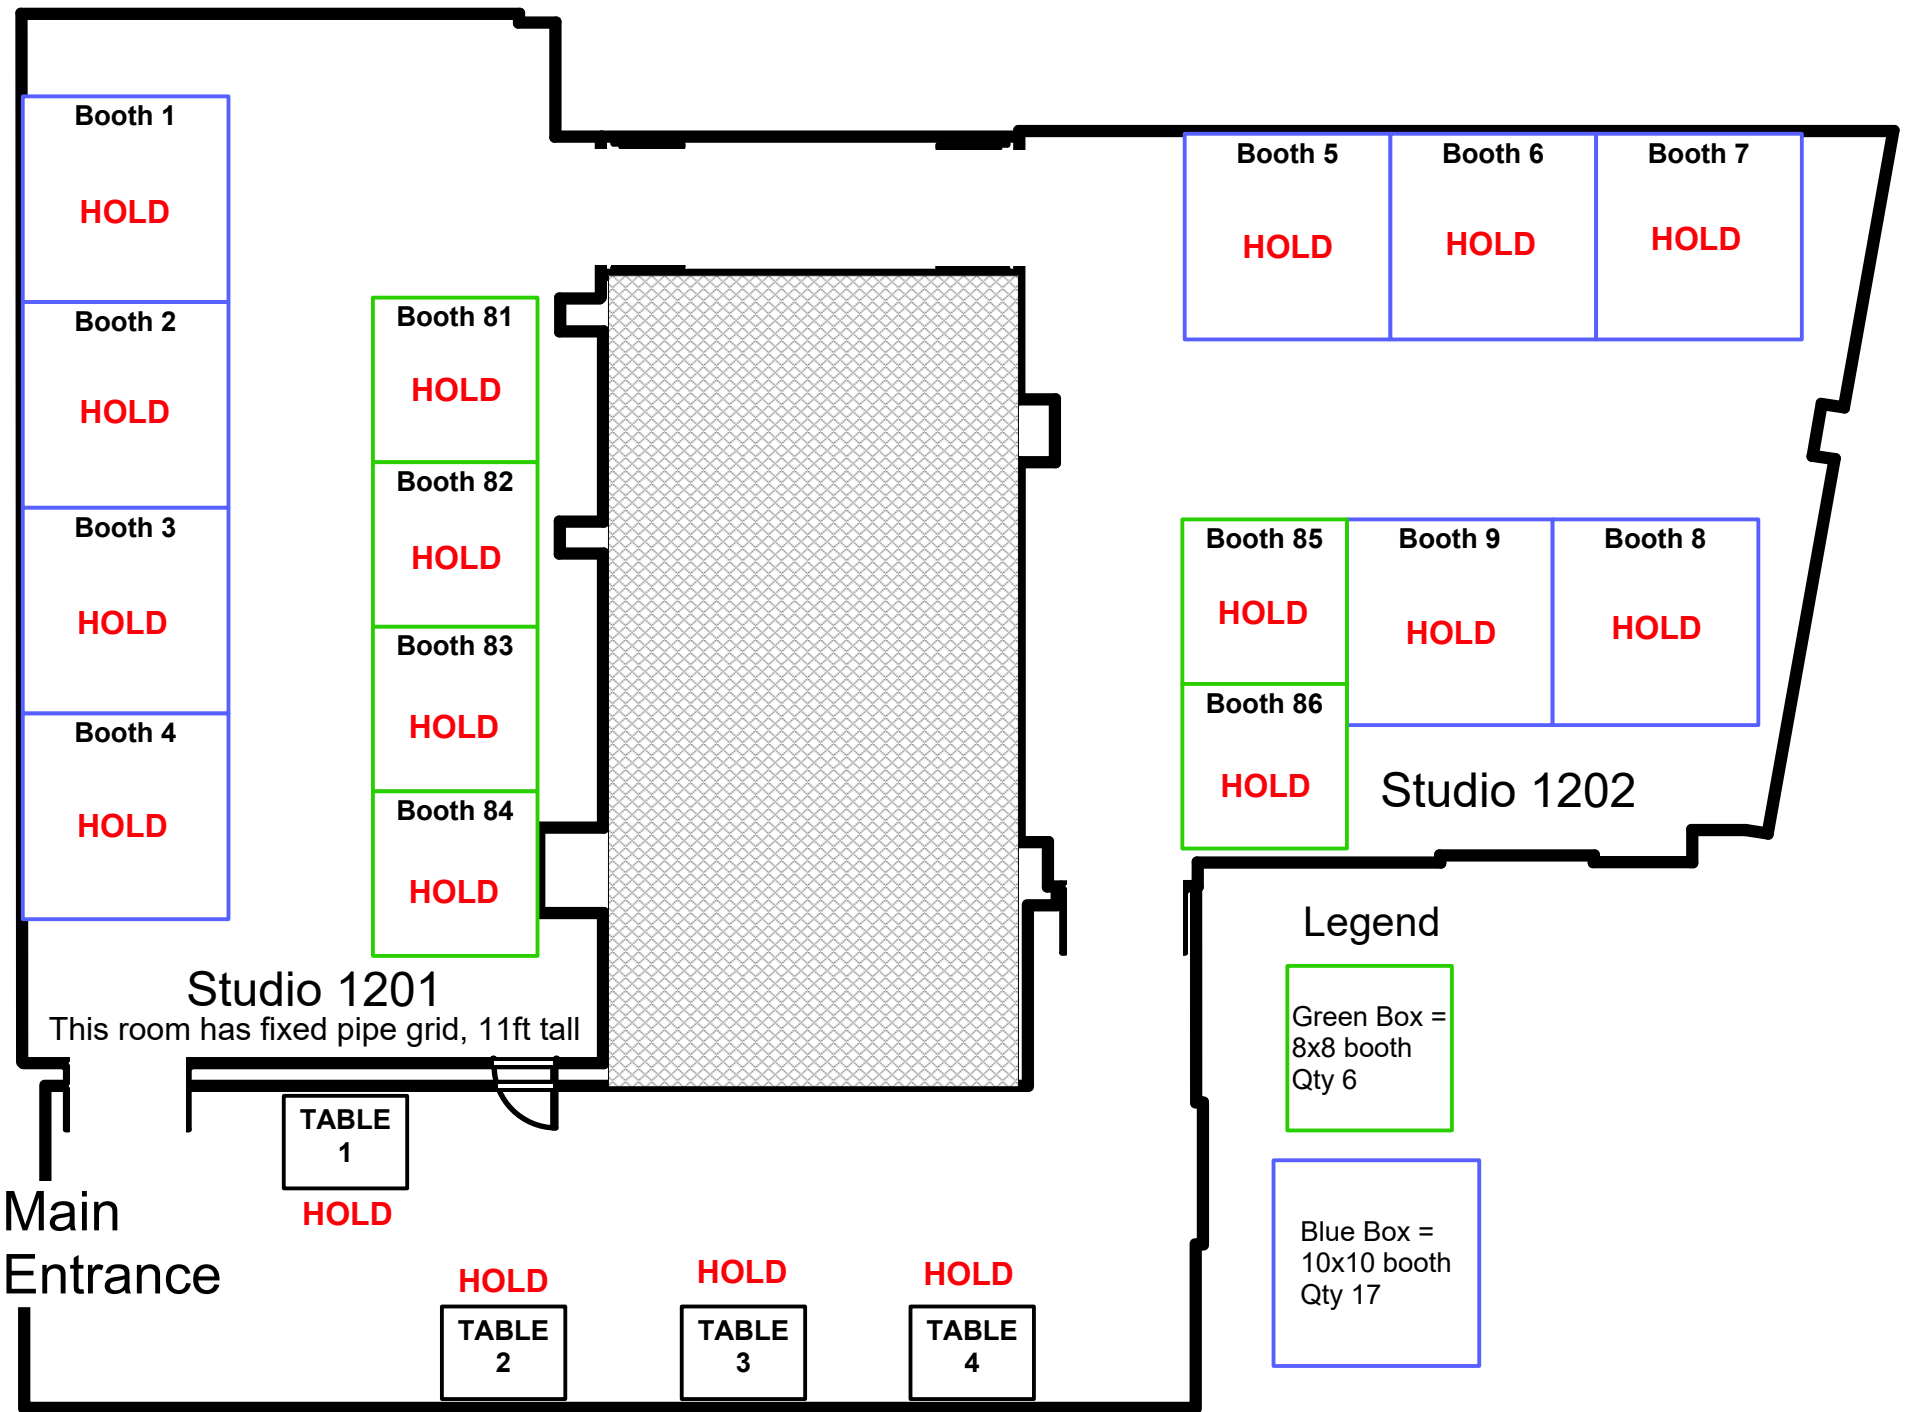 Booth 1
HOLD
Booth 2
HOLD
Booth 3
HOLD
Booth 4
HOLD
Booth 81
HOLD
Booth 82
HOLD
Booth 83
HOLD
Booth 84
HOLD
Studio 1201
This room has fixed pipe grid, 11ft tall
Booth 5
HOLD
Booth 6
HOLD
Booth 7
HOLD
Booth 85
HOLD
Booth 86
HOLD
Booth 9
HOLD
Booth 8
HOLD
Studio 1202
Legend
Green Box =
8x8 booth
Qty 6
Blue Box =
10x10 booth
Qty 17
Main
Entrance
TABLE
1
HOLD
HOLD
TABLE
2
HOLD
TABLE
3
HOLD
TABLE
4